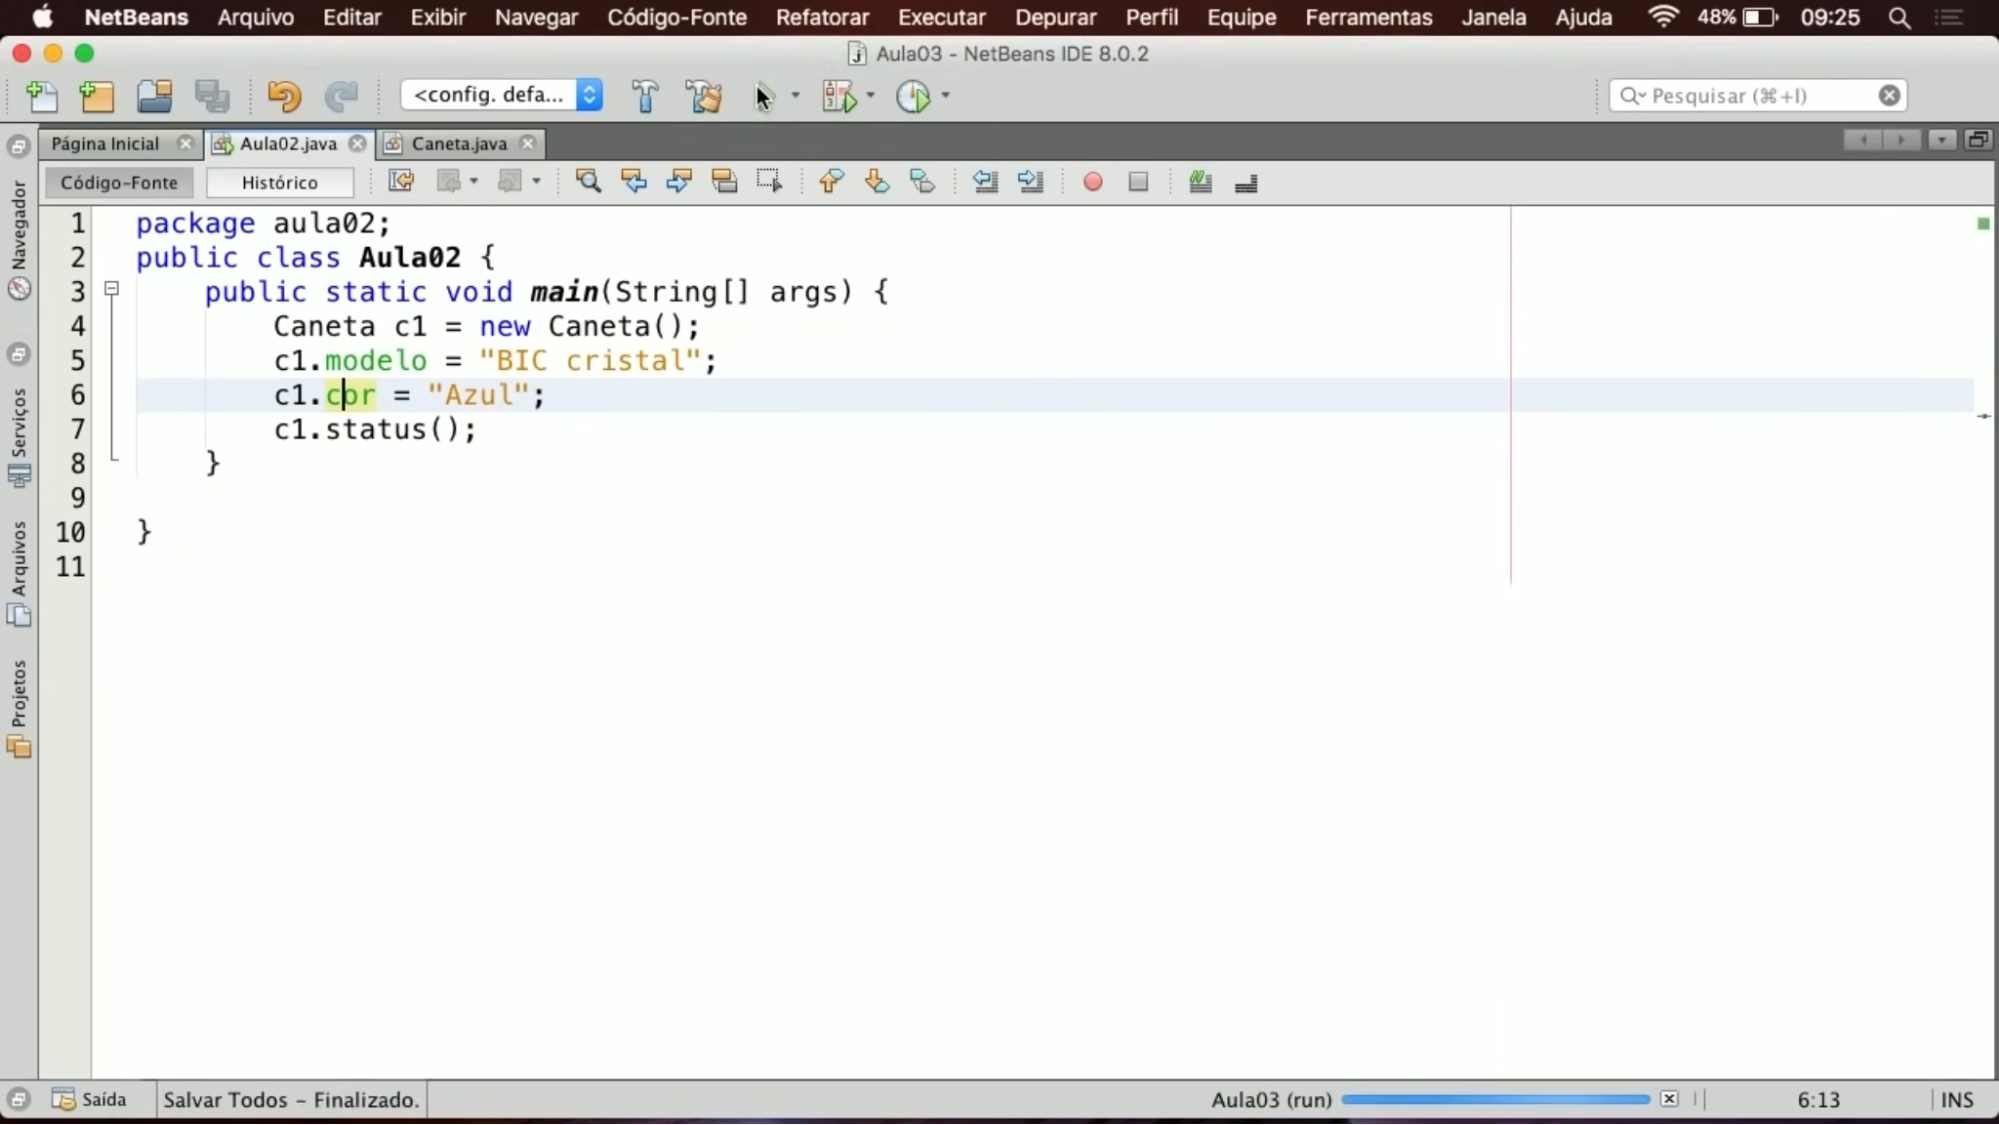 NetBeans Arquivo Editar Exibir Navegar Código-Fonte Refatorar Executar Depurar Perfil Equipe Ferramentas Janela Ajuda 48% 09:25
Aula03 - NetBeans IDE 8.0.2
<config. defa... Pesquisar (⌘+I)
Página Inicial Aula02.java Caneta.java
Código-Fonte Histórico
Navegador
Serviços
Arquivos
Projetos
1 package aula02;
2 public class Aula02 {
3 public static void main(String[] args) {
4 Caneta c1 = new Caneta();
5 c1.modelo = "BIC cristal";
6 c1.cor = "Azul";
7 c1.status();
8 }
9
10 }
11
Saída Salvar Todos - Finalizado. Aula03 (run) 6:13 INS